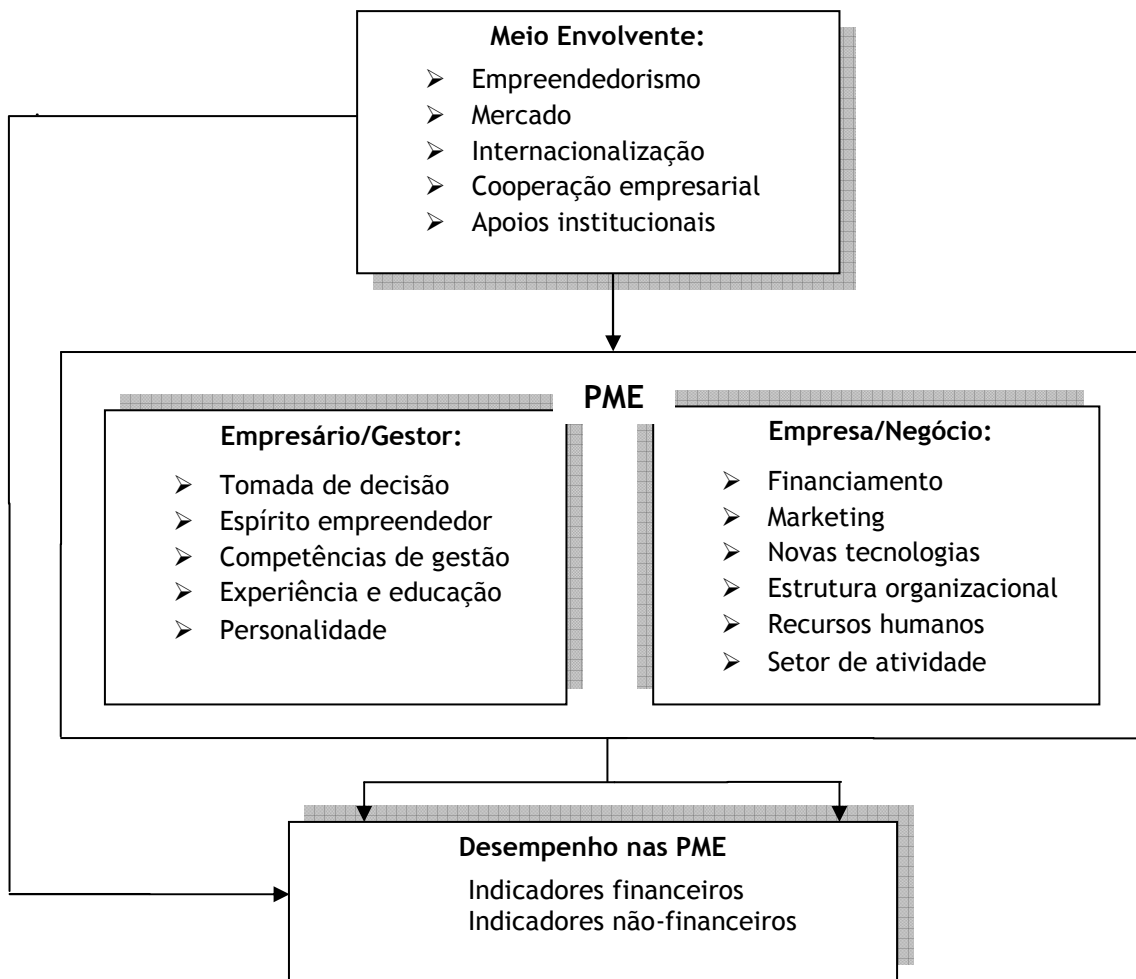 Meio Envolvente:
➢ Empreendedorismo
➢ Mercado
➢ Internacionalização
➢ Cooperação empresarial
➢ Apoios institucionais
PME
Empresário/Gestor:
➢ Tomada de decisão
➢ Espírito empreendedor
➢ Competências de gestão
➢ Experiência e educação
➢ Personalidade
Empresa/Negócio:
➢ Financiamento
➢ Marketing
➢ Novas tecnologias
➢ Estrutura organizacional
➢ Recursos humanos
➢ Setor de atividade
Desempenho nas PME
Indicadores financeiros
Indicadores não-financeiros